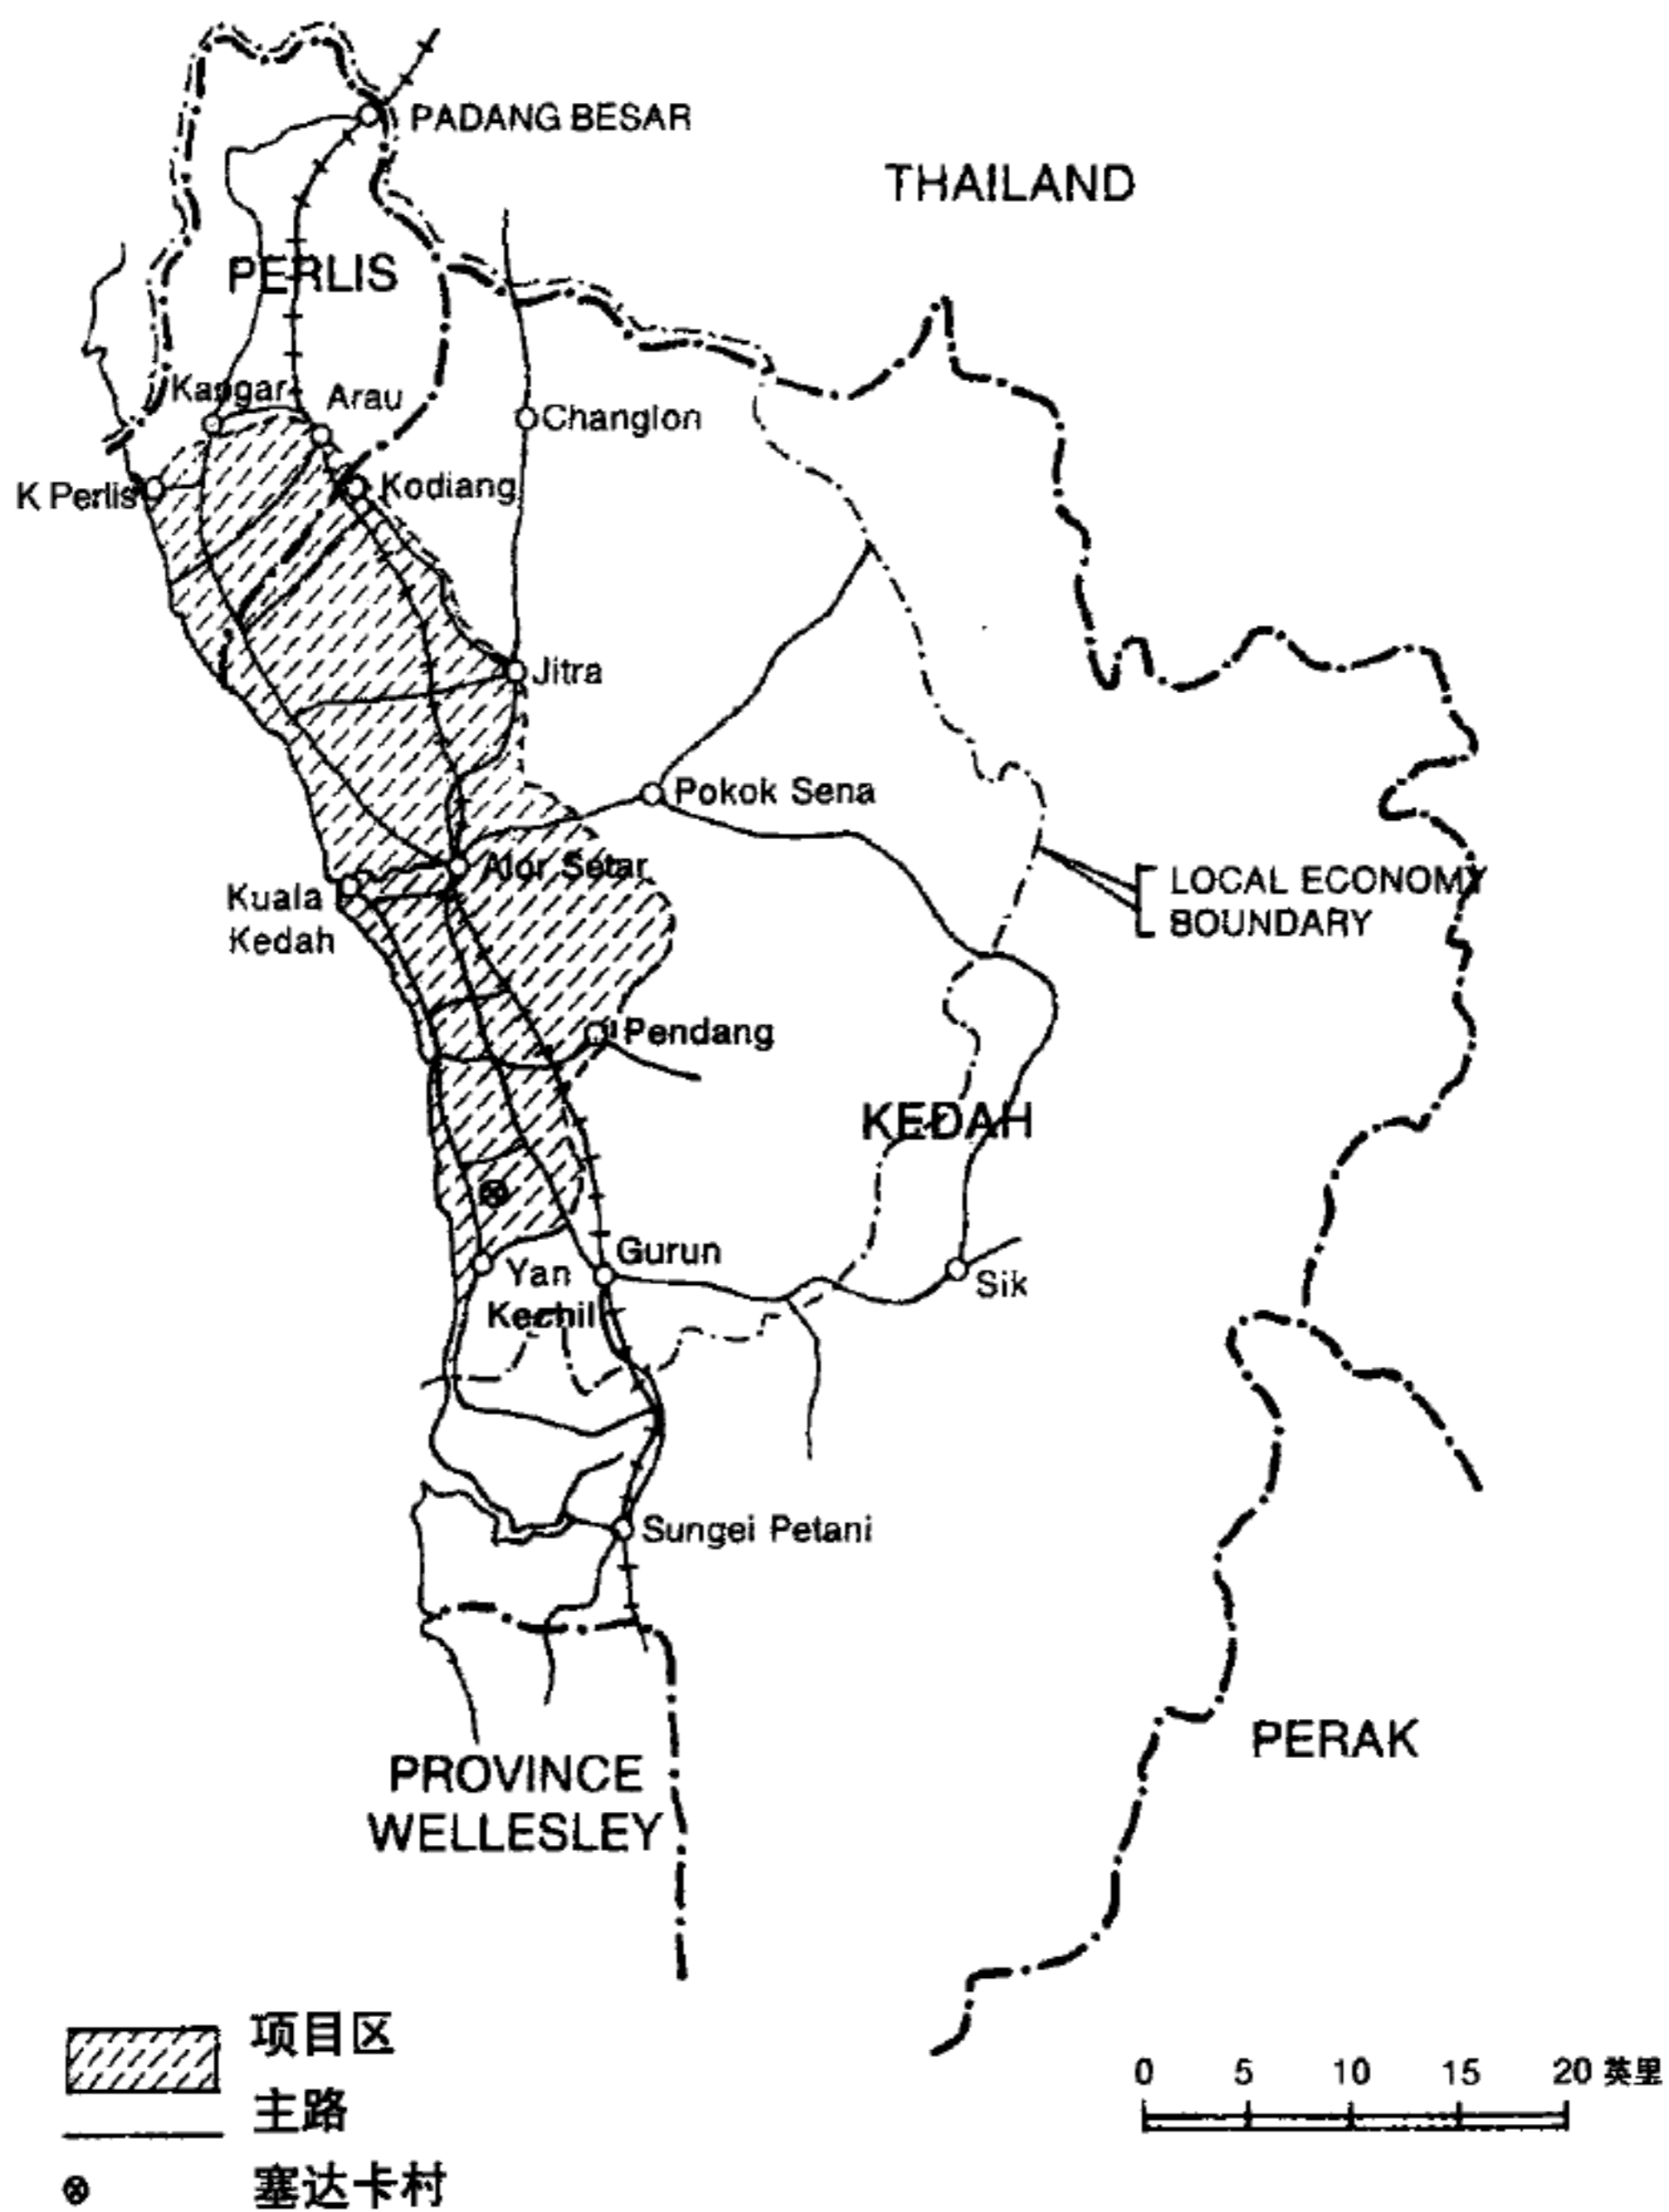 PADANG BESAR
THAILAND
PERLIS
Kangar
Arau
Changlon
K Perlis
Kodiang
Jitra
Pokok Sena
Alor Setar
LOCAL ECONOMY
BOUNDARY
Kuala
Kedah
Pendang
KEDAH
Gurun
Yan
Kechil
Sik
Sungei Petani
PERAK
PROVINCE
WELLESLEY
项目区
主路
塞达卡村
0 5 10 15 20 英里